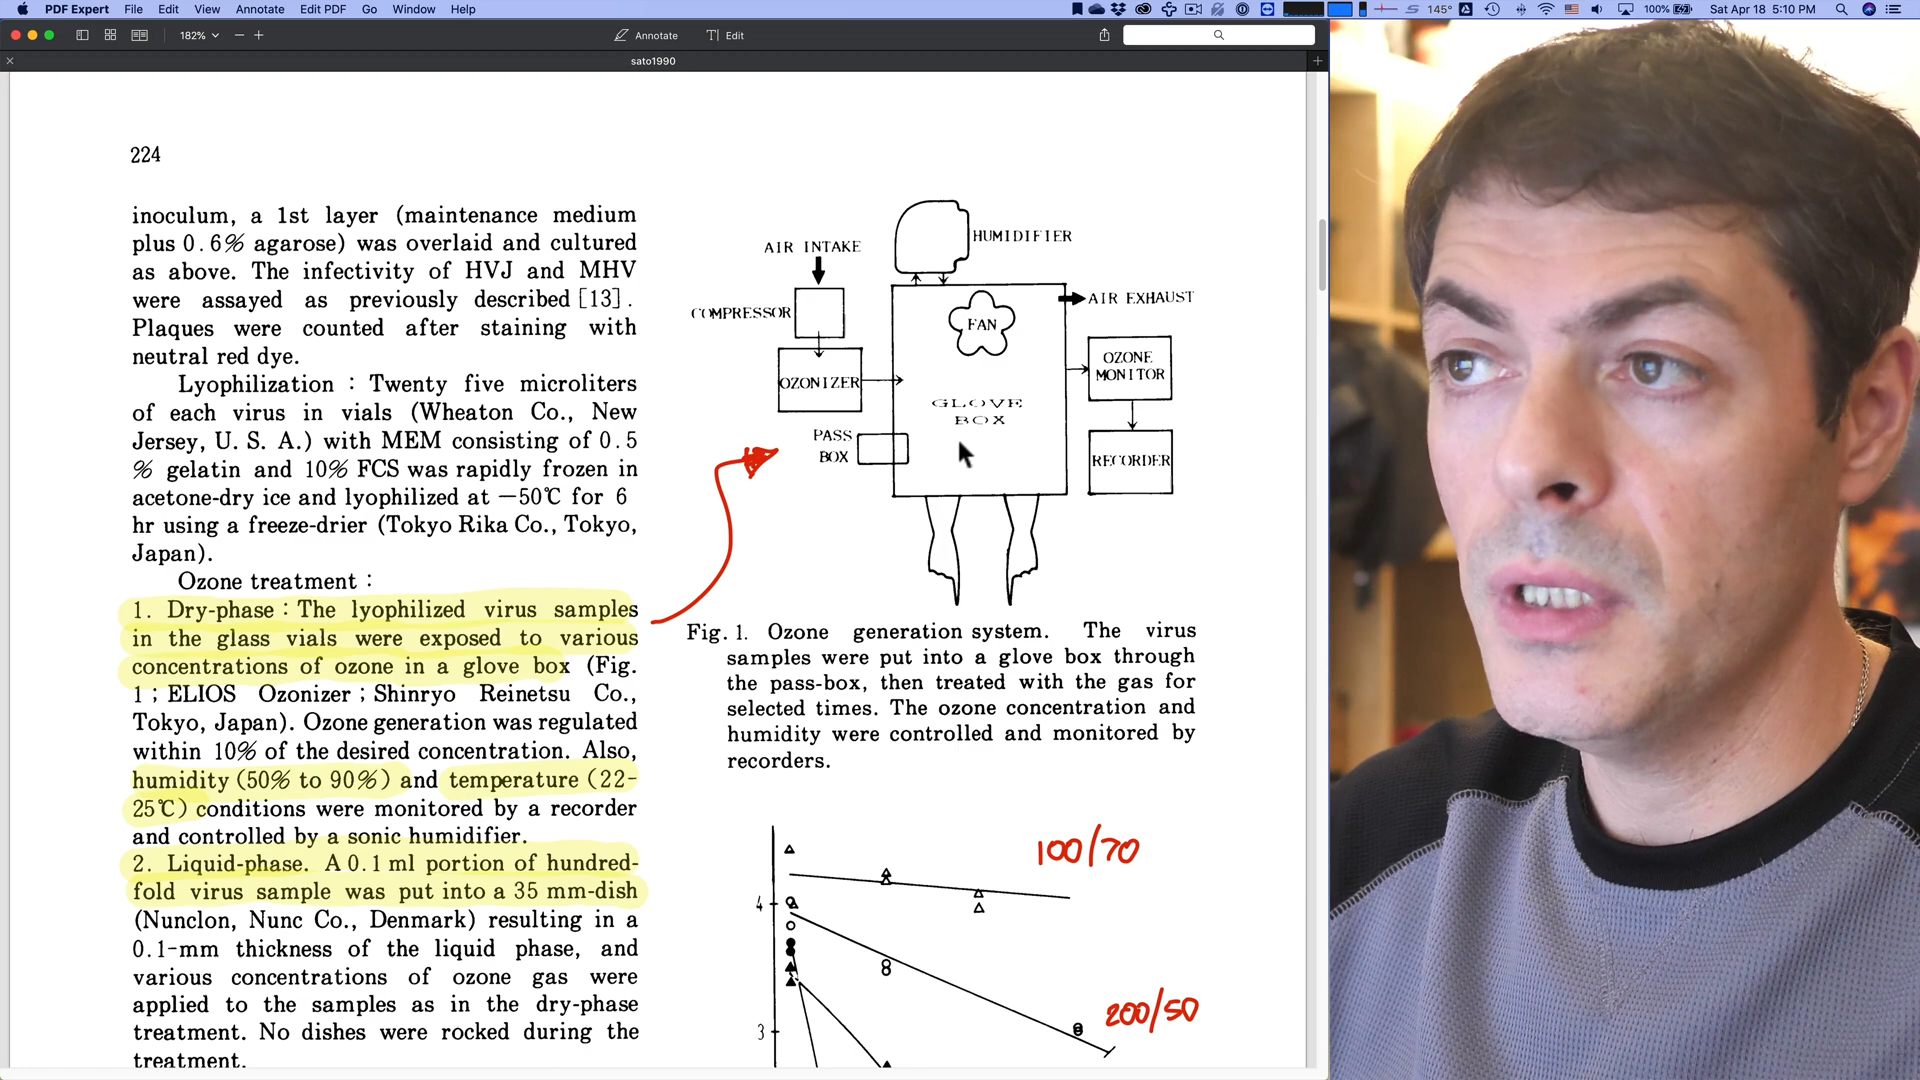 PDF Expert File Edit View Annotate Edit PDF Go Window Help
145° 100% Sat Apr 18 5:10 PM
182% Annotate Edit
sato1990
224
inoculum, a 1st layer (maintenance medium
plus 0.6% agarose) was overlaid and cultured
as above. The infectivity of HVJ and MHV
were assayed as previously described [13].
Plaques were counted after staining with
neutral red dye.
Lyophilization : Twenty five microliters
of each virus in vials (Wheaton Co., New
Jersey, U. S. A.) with MEM consisting of 0.5
% gelatin and 10% FCS was rapidly frozen in
acetone-dry ice and lyophilized at −50℃ for 6
hr using a freeze-drier (Tokyo Rika Co., Tokyo,
Japan).
Ozone treatment :
1. Dry-phase : The lyophilized virus samples
in the glass vials were exposed to various
concentrations of ozone in a glove box (Fig.
1 ; ELIOS Ozonizer ; Shinryo Reinetsu Co.,
Tokyo, Japan). Ozone generation was regulated
within 10% of the desired concentration. Also,
humidity (50% to 90%) and temperature (22-
25℃) conditions were monitored by a recorder
and controlled by a sonic humidifier.
2. Liquid-phase. A 0.1 ml portion of hundred-
fold virus sample was put into a 35 mm-dish
(Nunclon, Nunc Co., Denmark) resulting in a
0.1-mm thickness of the liquid phase, and
various concentrations of ozone gas were
applied to the samples as in the dry-phase
treatment. No dishes were rocked during the
treatment.
HUMIDIFIER
AIR INTAKE
COMPRESSOR
AIR EXHAUST
FAN
OZONIZER
OZONE
MONITOR
GLOVE
BOX
PASS
BOX
RECORDER
Fig. 1. Ozone generation system. The virus
samples were put into a glove box through
the pass-box, then treated with the gas for
selected times. The ozone concentration and
humidity were controlled and monitored by
recorders.
100/70
4
200/50
3